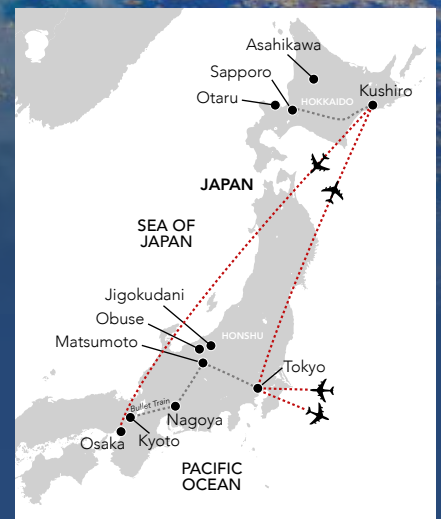 Asahikawa
Sapporo
HOKKAIDO
Kushiro
Otaru
JAPAN
SEA OF
JAPAN
Jigokudani
Obuse
HONSHU
Matsumoto
Tokyo
Bullet Train
Nagoya
Osaka
Kyoto
PACIFIC
OCEAN